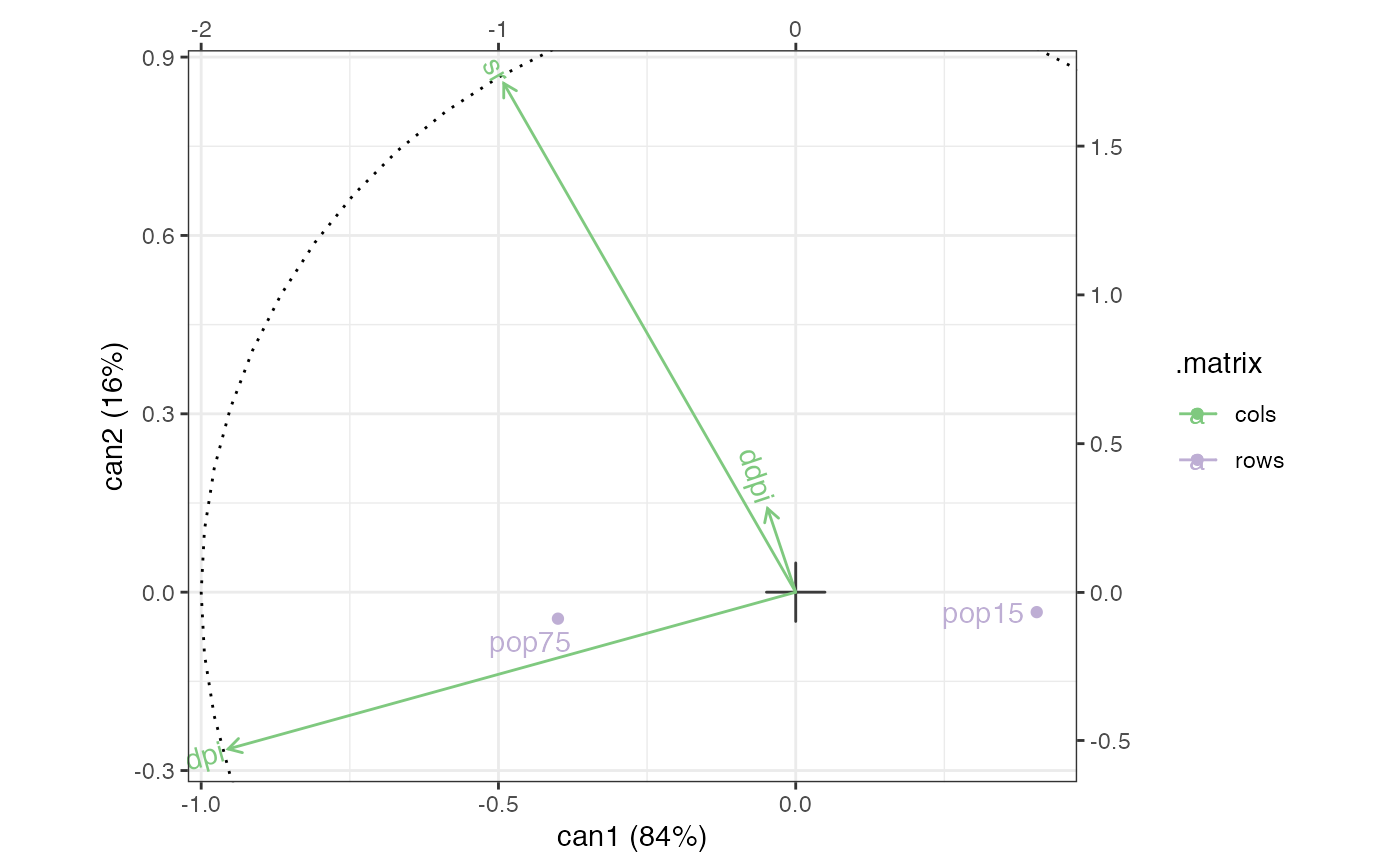 -2 -1 0
0.9
0.6
0.3
0.0
-0.3
1.5
1.0
0.5
0.0
-0.5
-1.0 -0.5 0.0
can1 (84%)
can2 (16%)
sr
ddpi
dpi
pop75
pop15
.matrix
a cols
a rows